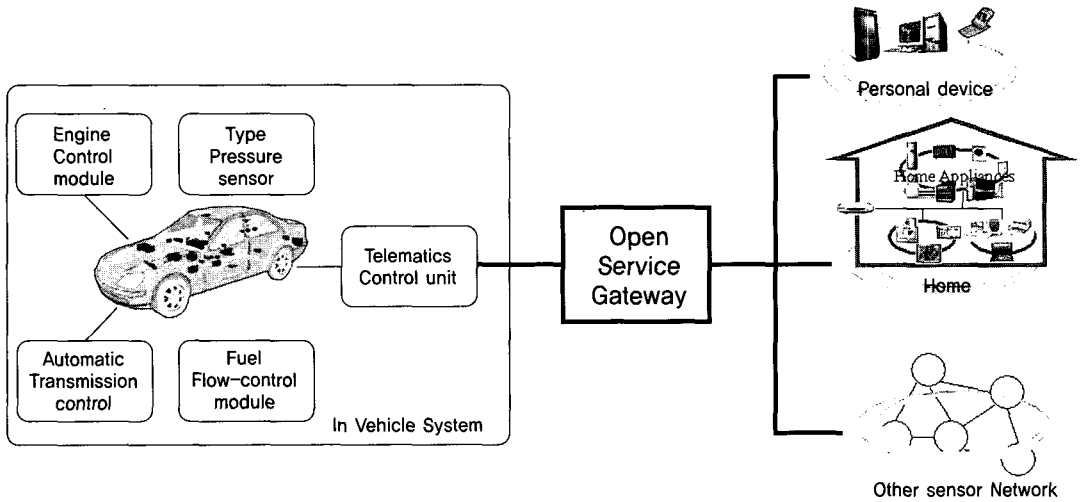 Engine
Control
module
Type
Pressure
sensor
Telematics
Control unit
Automatic
Transmission
control
Fuel
Flow-control
module
In Vehicle System
Open
Service
Gateway
Personal device
Home Appliances
Home
Other sensor Network